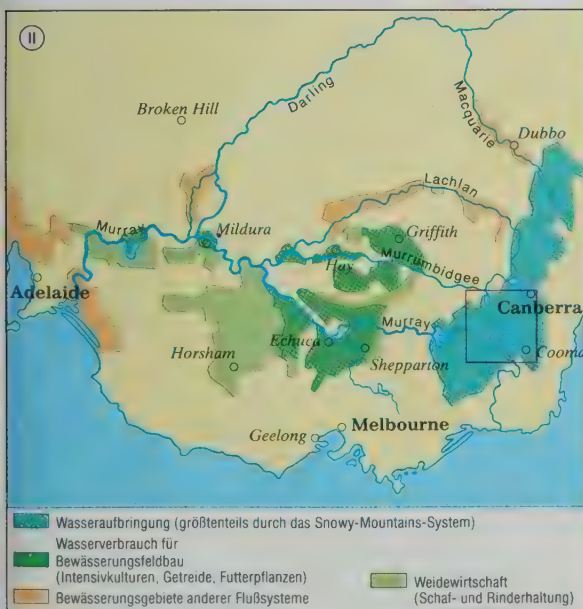 II
Broken Hill
Darling
Macquarie
Dubbo
Lachlan
Murray
Mildura
Griffith
Hay
Murrumbidgee
Adelaide
Canberra
Murray
Echuca
Cooma
Horsham
Shepparton
Melbourne
Geelong
Wasseraufbringung (größtenteils durch das Snowy-Mountains-System)
Wasserverbrauch für
Bewässerungsfeldbau
(Intensivkulturen, Getreide, Futterpflanzen)
Bewässerungsgebiete anderer Flußsysteme
Weidewirtschaft
(Schaf- und Rinderhaltung)